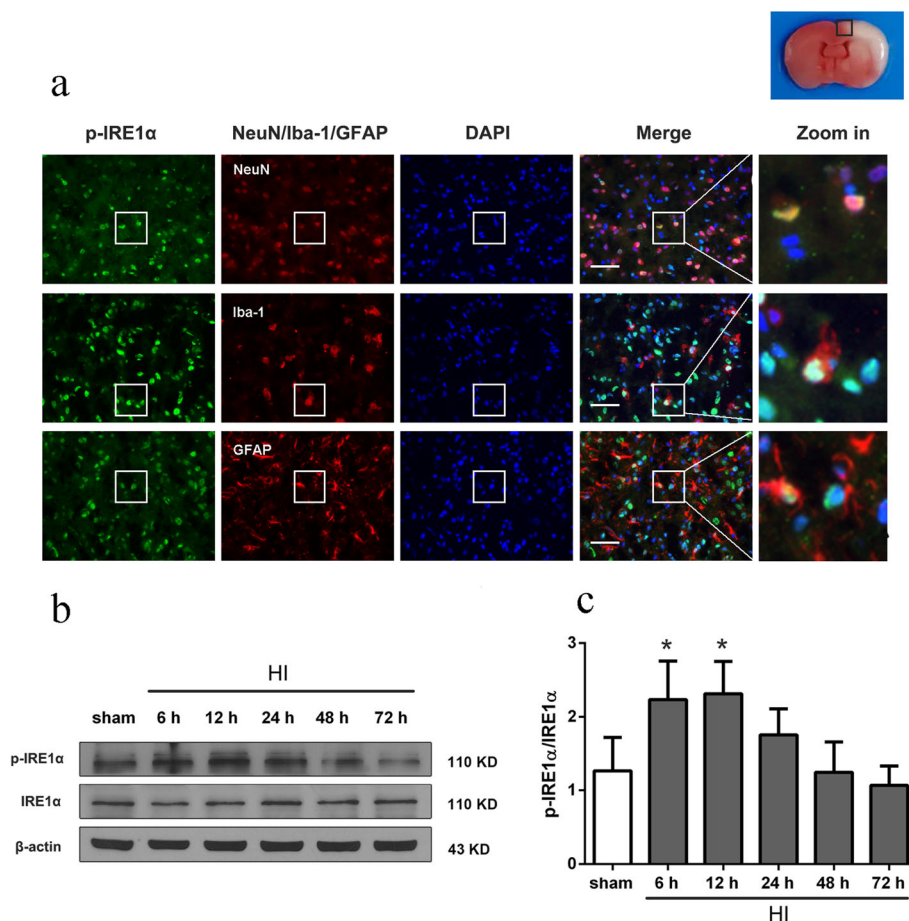 a
p-IRE1α NeuN/Iba-1/GFAP DAPI Merge Zoom in
NeuN
Iba-1
GFAP
b
HI
sham 6 h 12 h 24 h 48 h 72 h
p-IRE1α 110 KD
IRE1α 110 KD
β-actin 43 KD
c
p-IRE1α/IRE1α
3
2
1
0
* *
sham 6 h 12 h 24 h 48 h 72 h
HI